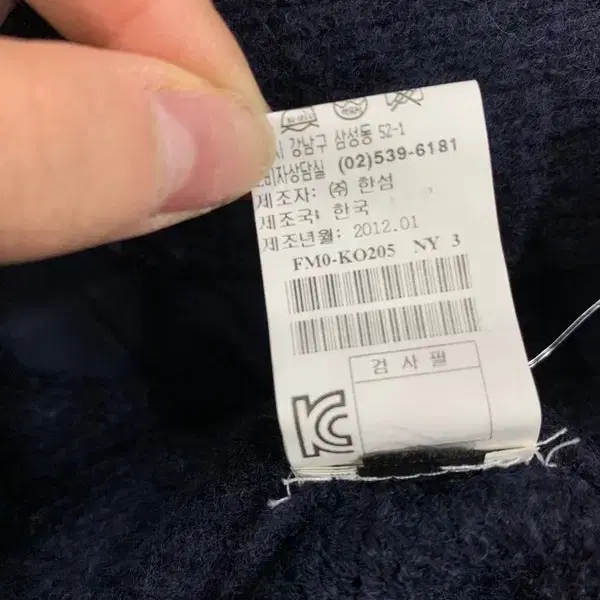 강남구 삼성동 52-1
비자상담실 (02)539-6181
제조자: ㈜ 한섬
제조국: 한국
제조년월: 2012.01
FM0-KO205 NY 3
검 사 필
KC